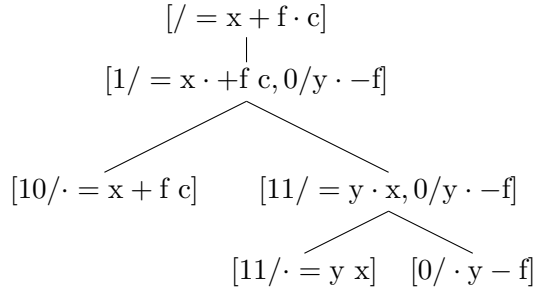 [/ = x + f · c]
[1/ = x · +f c, 0/y · −f]
[10/· = x + f c] [11/ = y · x, 0/y · −f]
[11/· = y x] [0/ · y − f]